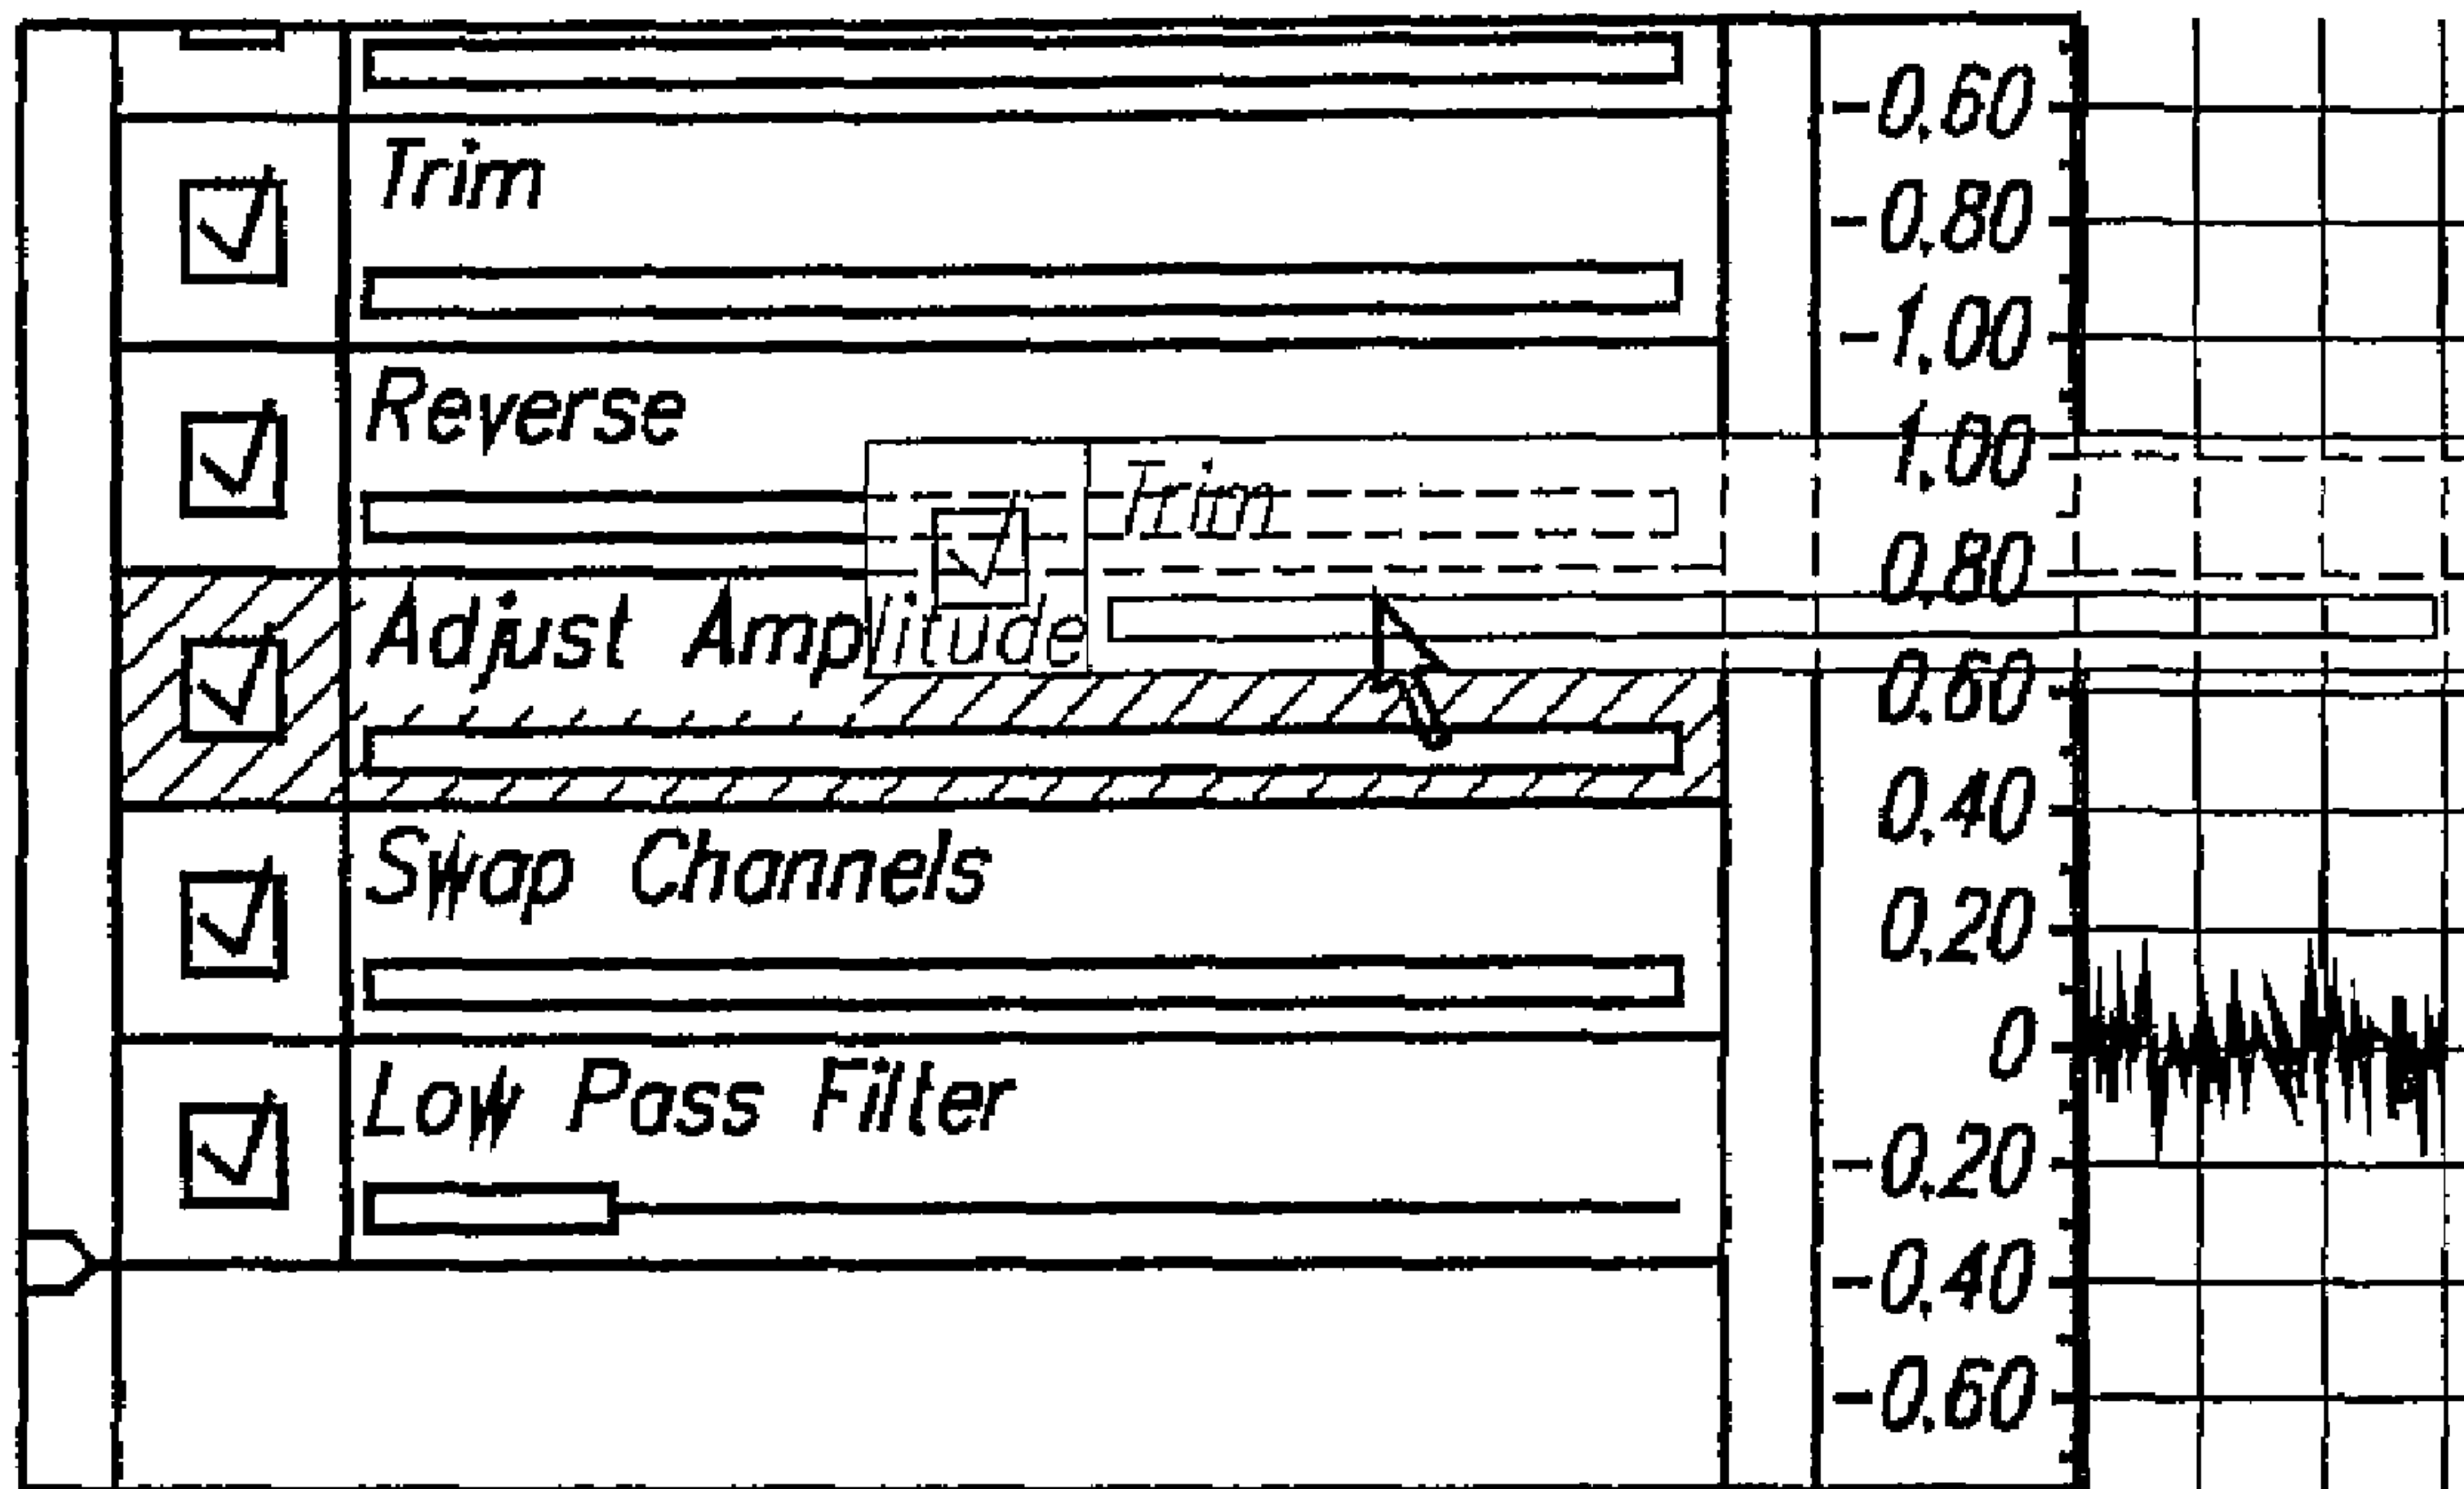 -0.60
Trim
-0.80
-1.00
Reverse
1.00
Trim
0.80
Adjust Amplitude
0.60
0.40
Swap Channels
0.20
0
Low Pass Filter
-0.20
-0.40
-0.60